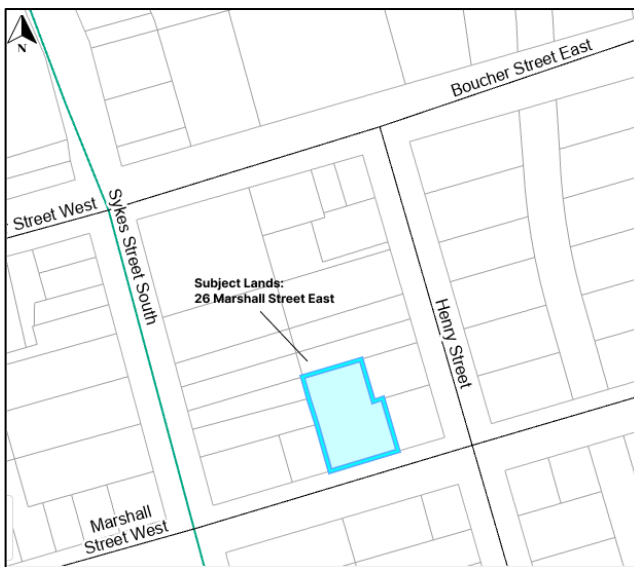 N
Boucher Street East
Street West
Sykes Street South
Subject Lands:
26 Marshall Street East
Henry Street
Marshall
Street West